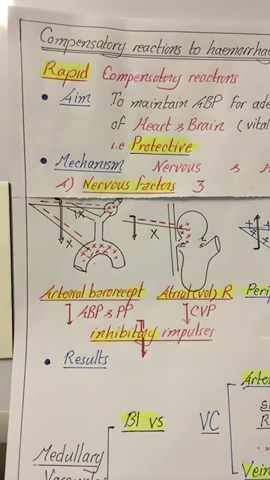 Compensatory reactions to haemorrha
Rapid Compensatory reactions
• Aim To maintain ABP for ade
of Heart & Brain (vital
i.e Protective
• Mechanism Nervous & H
A) Nervous factors 3
X X X
Arterial barorecept Atrial (vol) R Peri
↓ ABP & PP ↓ CVP
inhibitory impulses
• Results
Arter
Bl vs VC
Medullary
Vein